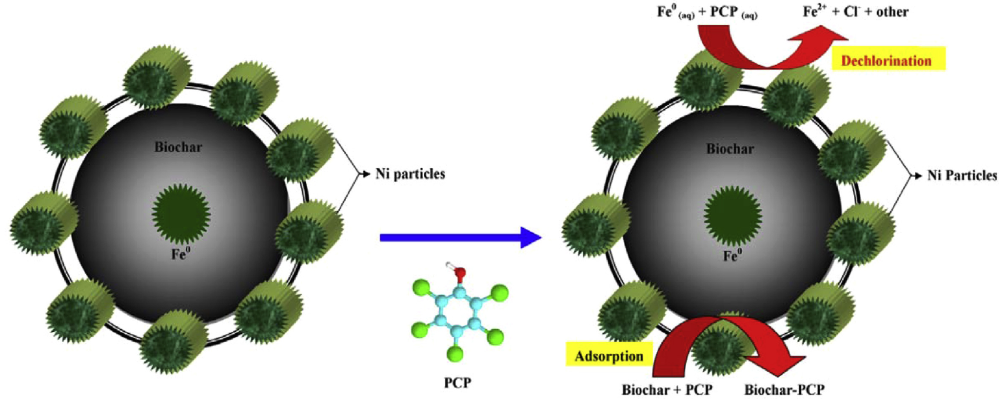 Fe⁰ (aq) + PCP (aq)
Fe²⁺ + Cl⁻ + other
Dechlorination
Biochar
Ni particles
Fe⁰
PCP
Biochar
Ni Particles
Fe⁰
Adsorption
Biochar + PCP
Biochar-PCP